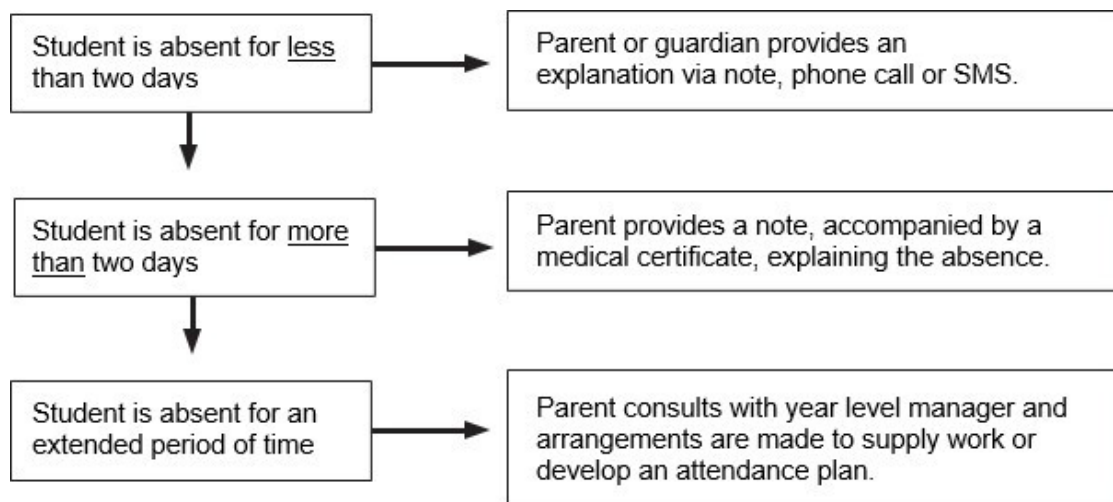 Student is absent for less
than two days
Parent or guardian provides an
explanation via note, phone call or SMS.
Student is absent for more
than two days
Parent provides a note, accompanied by a
medical certificate, explaining the absence.
Student is absent for an
extended period of time
Parent consults with year level manager and
arrangements are made to supply work or
develop an attendance plan.